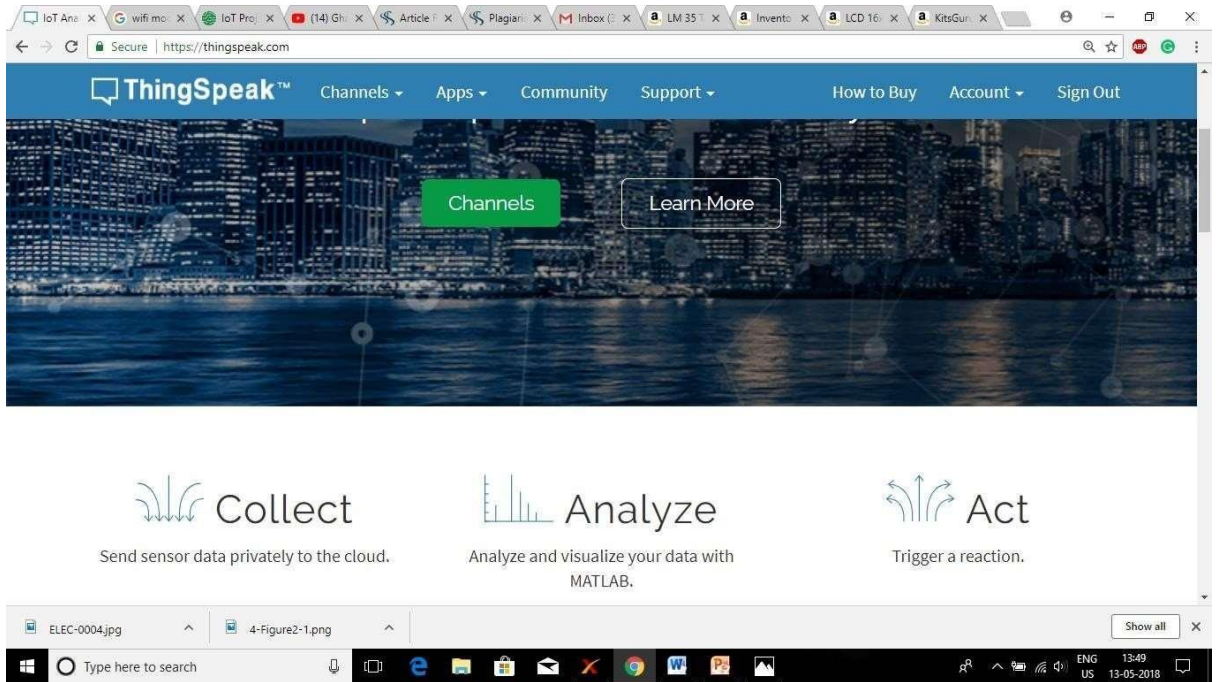 IoT Ana
wifi mo
IoT Proj
(14) Gh
Article F
Plagiari
Inbox (3
LM 35 T
Invento
LCD 16
KitsGur
Secure | https://thingspeak.com
ABP
ThingSpeak™ Channels Apps Community Support How to Buy Account Sign Out
Channels Learn More
Collect
Send sensor data privately to the cloud.
Analyze
Analyze and visualize your data with
MATLAB.
Act
Trigger a reaction.
ELEC-0004.jpg 4-Figure2-1.png Show all
Type here to search
ENG
US
13:49
13-05-2018